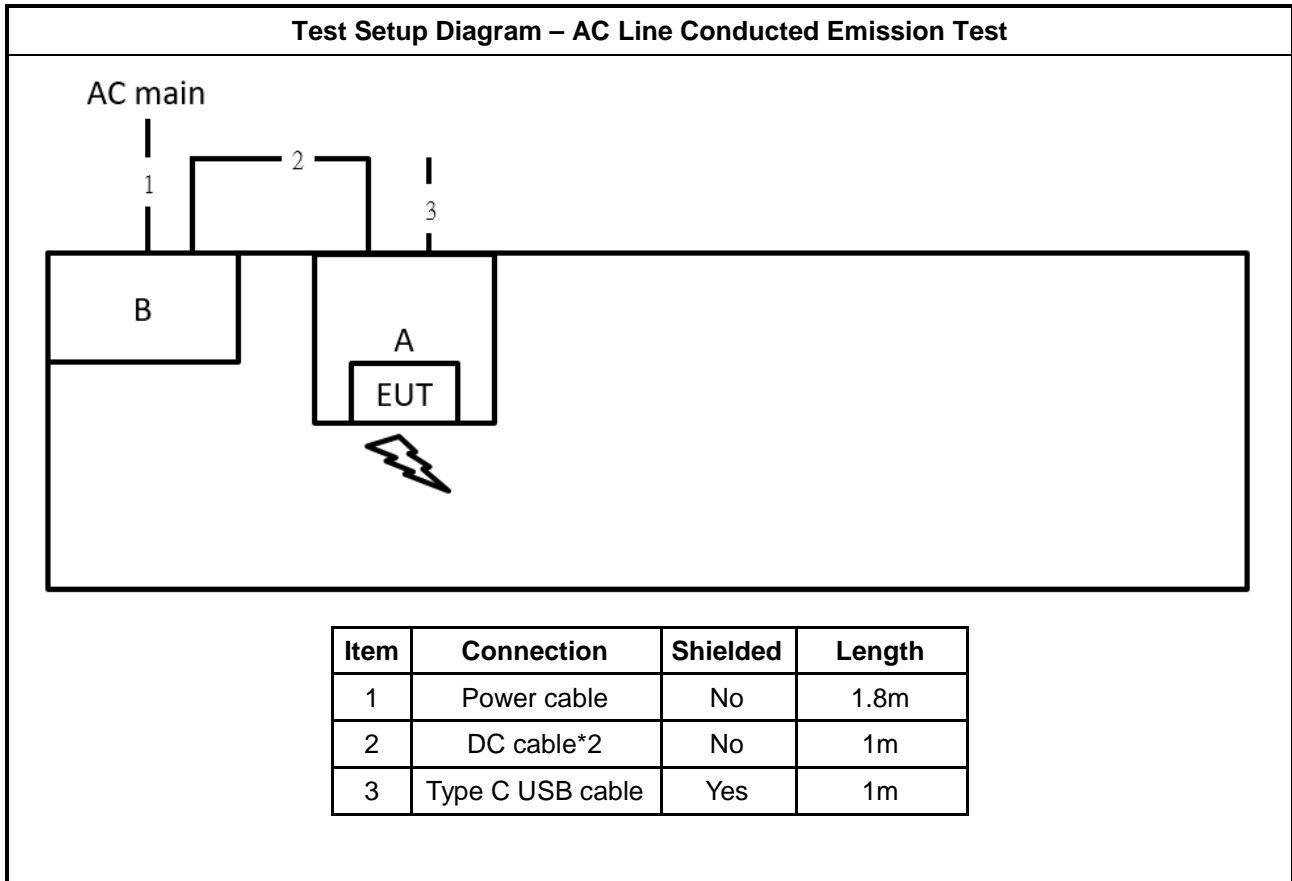 Test Setup Diagram – AC Line Conducted Emission Test
AC main
2
1
3
B
A
EUT
Item Connection Shielded Length
1 Power cable No 1.8m
2 DC cable*2 No 1m
3 Type C USB cable Yes 1m